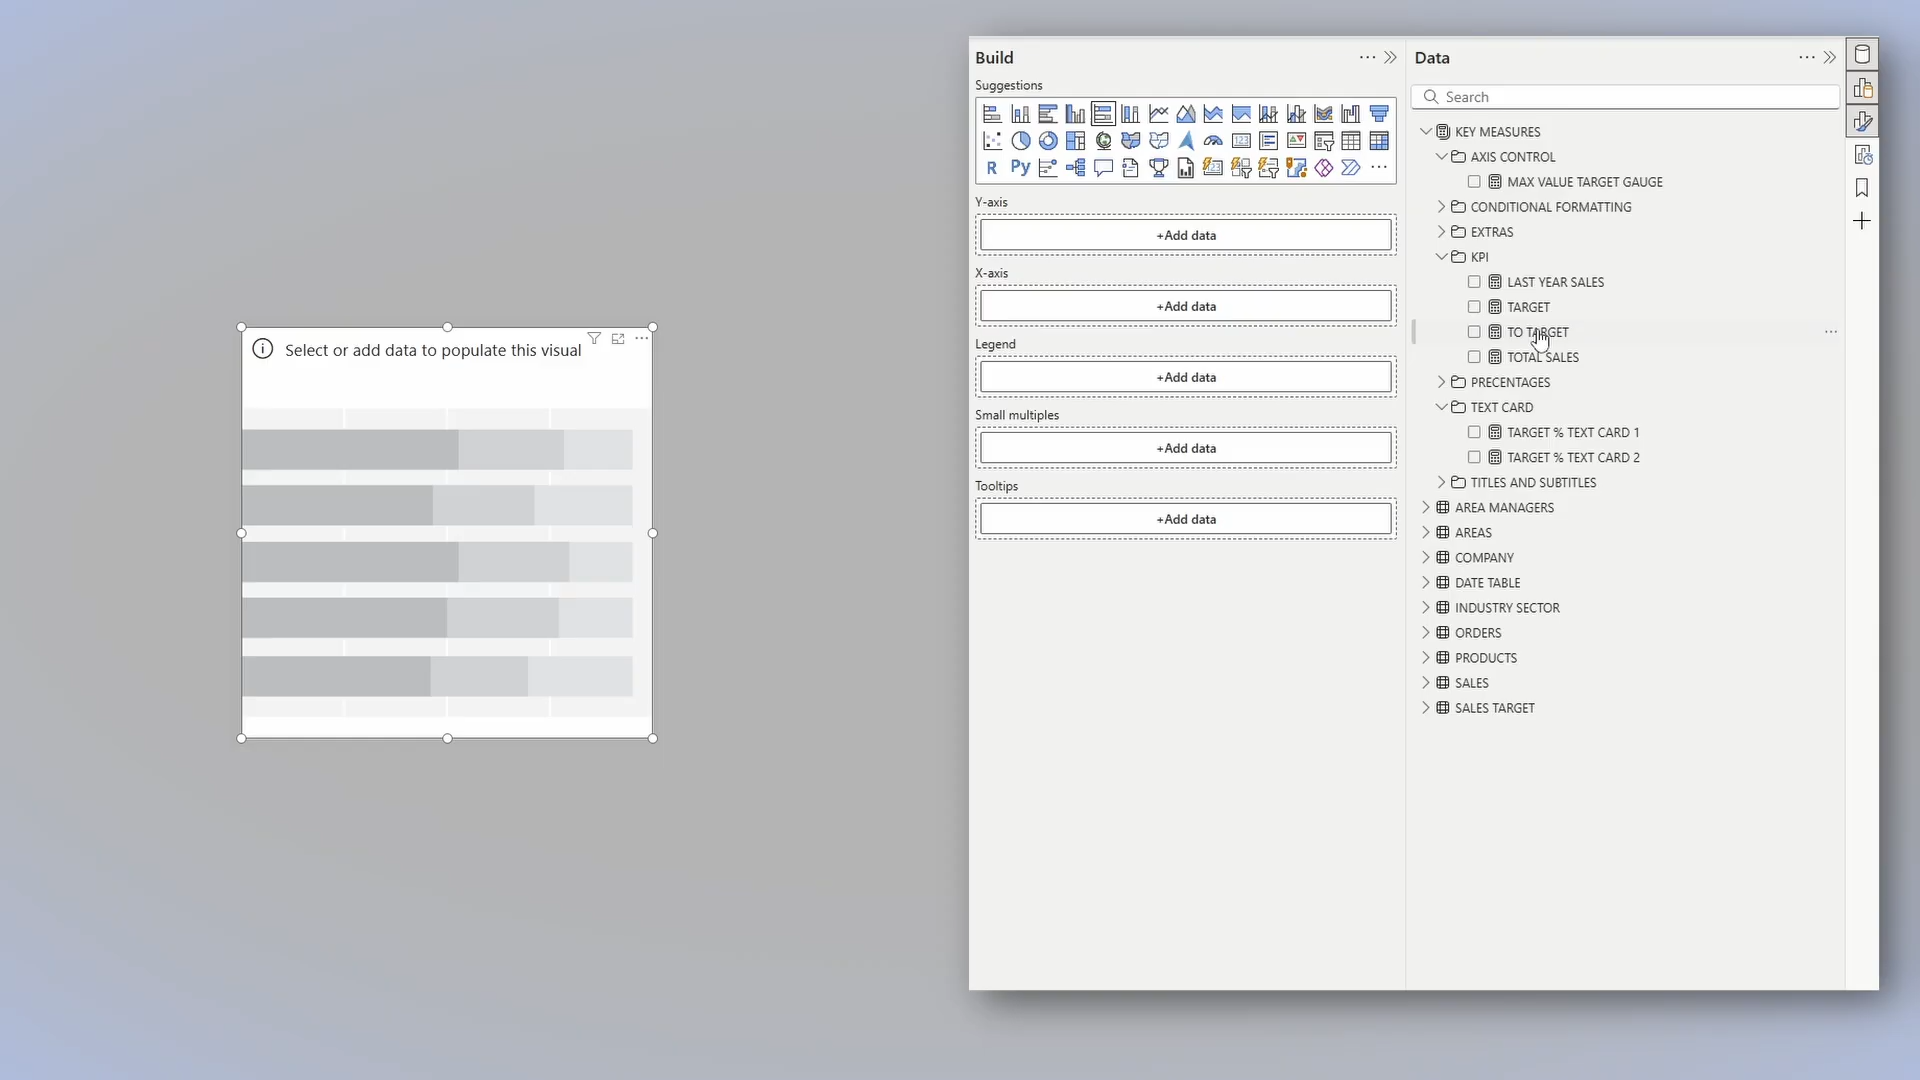 Select or add data to populate this visual
Build
Suggestions
123
R
Py
123
Y-axis
+Add data
X-axis
+Add data
Legend
+Add data
Small multiples
+Add data
Tooltips
+Add data
Data
Search
KEY MEASURES
AXIS CONTROL
MAX VALUE TARGET GAUGE
CONDITIONAL FORMATTING
EXTRAS
KPI
LAST YEAR SALES
TARGET
TO TARGET
TOTAL SALES
PRECENTAGES
TEXT CARD
TARGET % TEXT CARD 1
TARGET % TEXT CARD 2
TITLES AND SUBTITLES
AREA MANAGERS
AREAS
COMPANY
DATE TABLE
INDUSTRY SECTOR
ORDERS
PRODUCTS
SALES
SALES TARGET